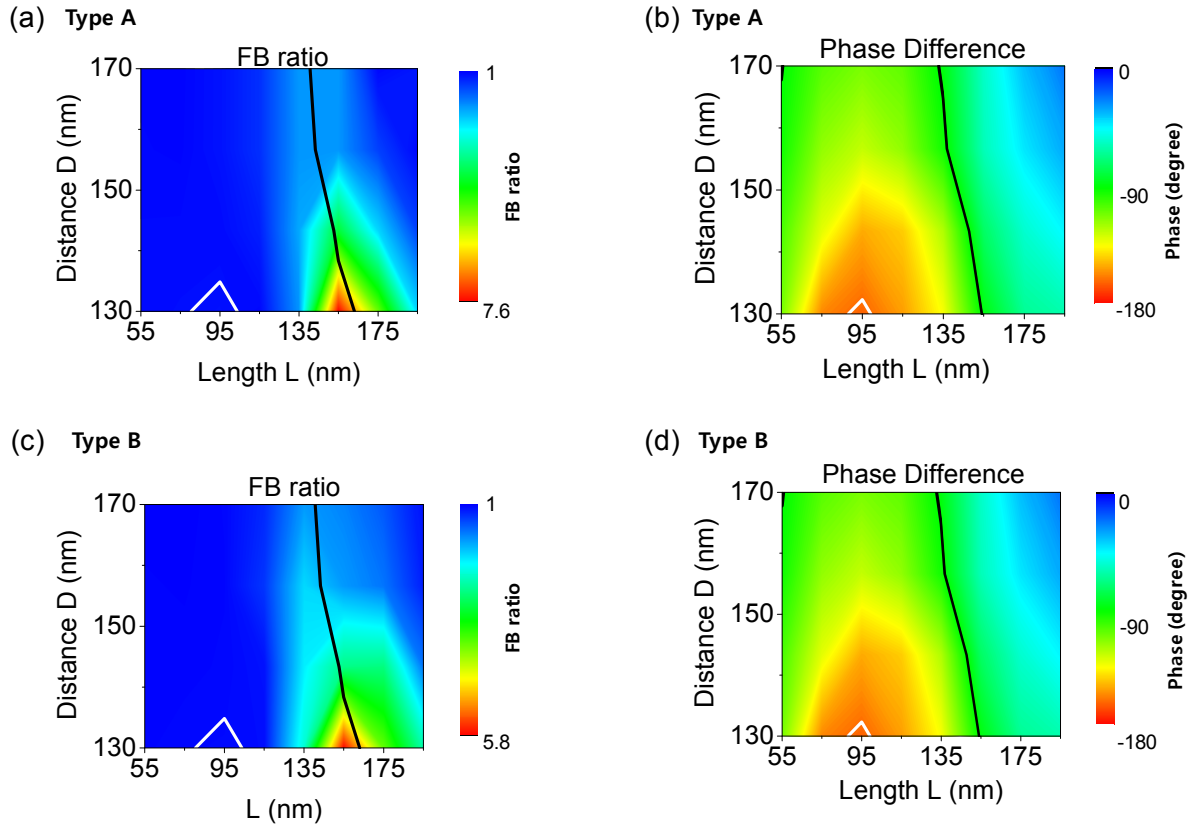 (a) Type A
FB ratio
170
150
130
55 95 135 175
Distance D (nm)
Length L (nm)
1
7.6
FB ratio
(b) Type A
Phase Difference
170
150
130
55 95 135 175
Distance D (nm)
Length L (nm)
0
-90
-180
Phase (degree)
(c) Type B
FB ratio
170
150
130
55 95 135 175
Distance D (nm)
L (nm)
1
5.8
FB ratio
(d) Type B
Phase Difference
170
150
130
55 95 135 175
Distance D (nm)
Length L (nm)
0
-90
-180
Phase (degree)